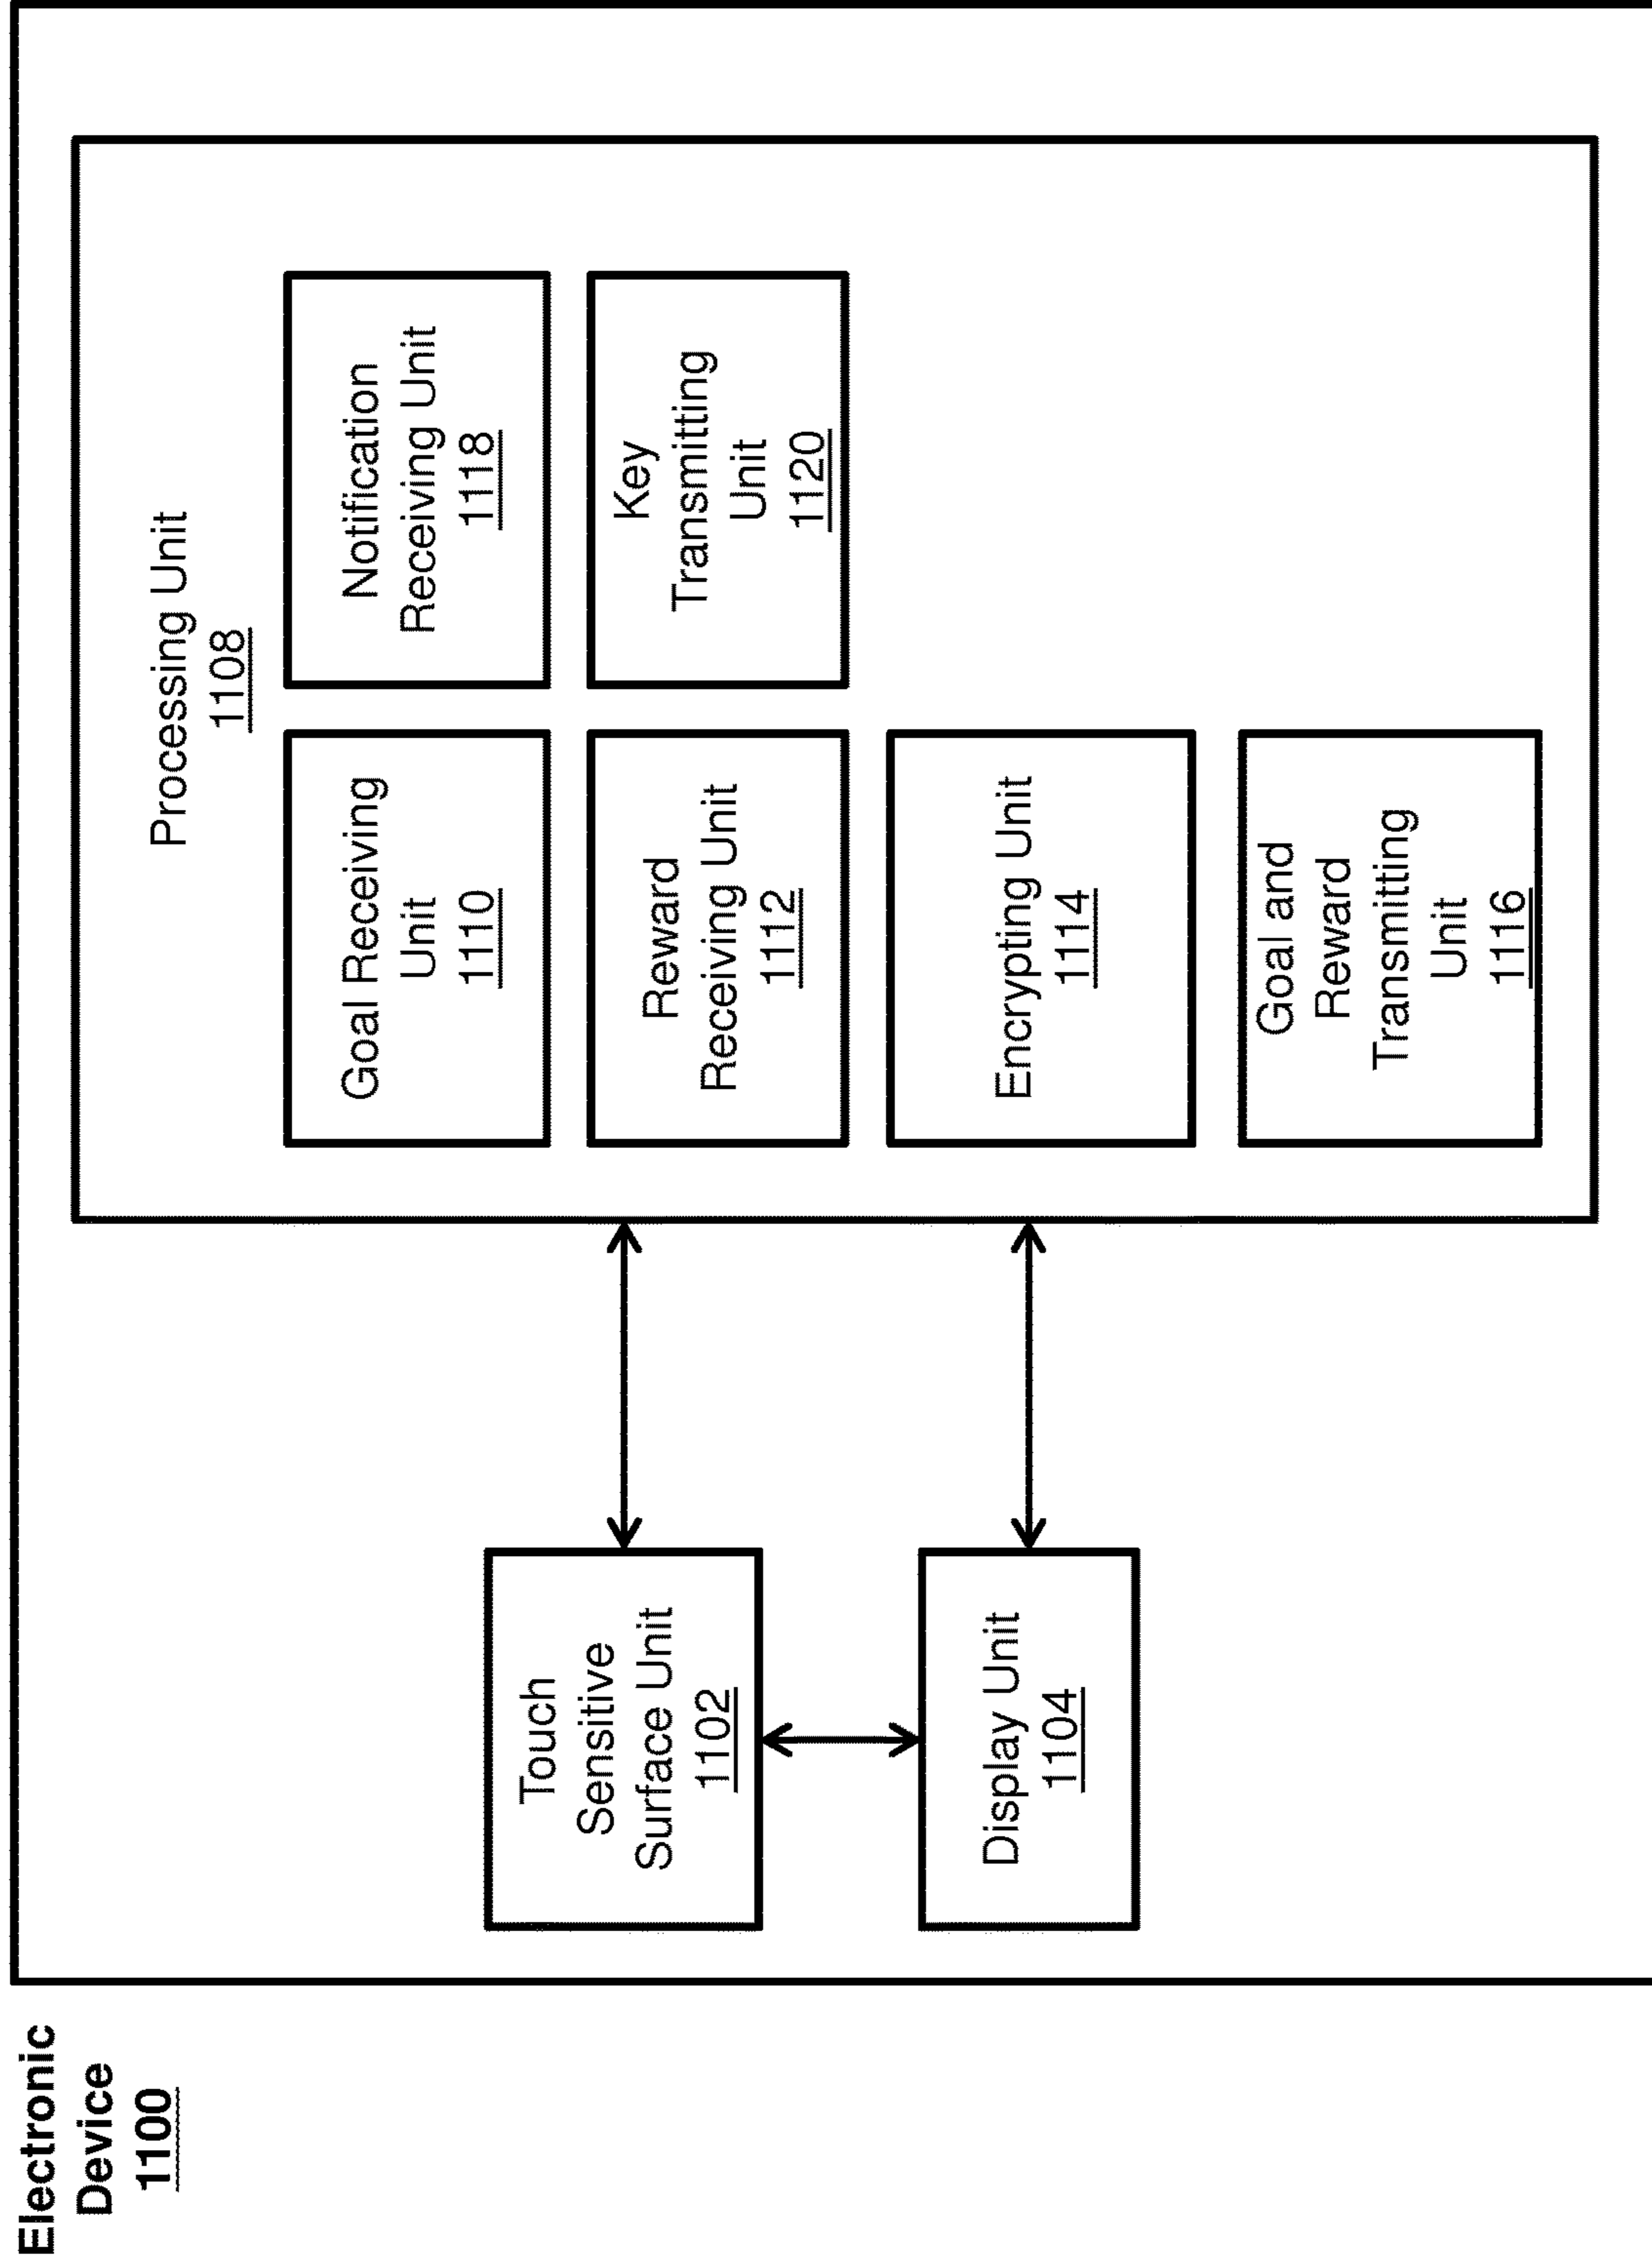 Electronic
Device
1100
Touch
Sensitive
Surface Unit
1102
Display Unit
1104
Processing Unit
1108
Goal Receiving
Unit
1110
Reward
Receiving Unit
1112
Encrypting Unit
1114
Goal and
Reward
Transmitting
Unit
1116
Notification
Receiving Unit
1118
Key
Transmitting
Unit
1120